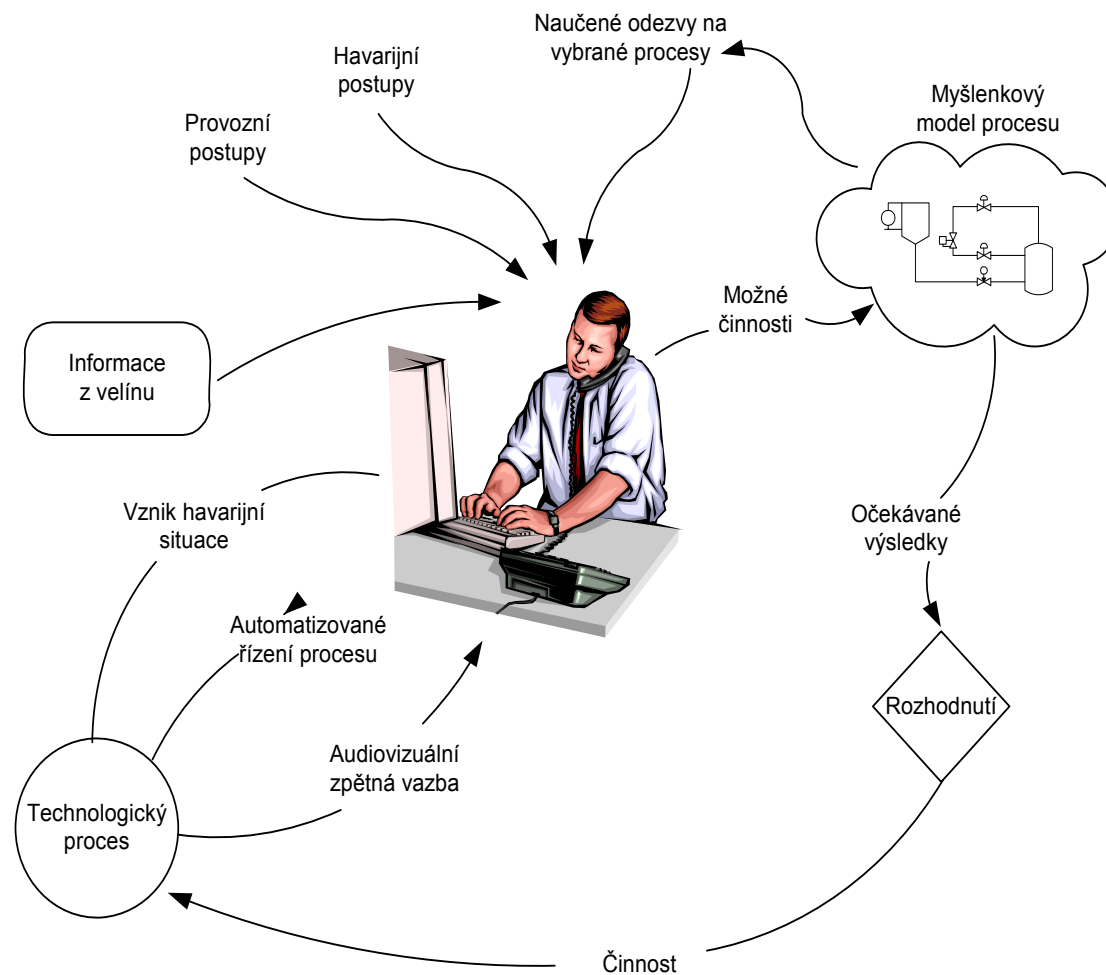 Naučené odezvy na
vybrané procesy
Havarijní
postupy
Myšlenkový
model procesu
Provozní
postupy
Možné
činnosti
Informace
z velínu
Vznik havarijní
situace
Očekávané
výsledky
Automatizované
řízení procesu
Rozhodnutí
Audiovizuální
zpětná vazba
Technologický
proces
Činnost